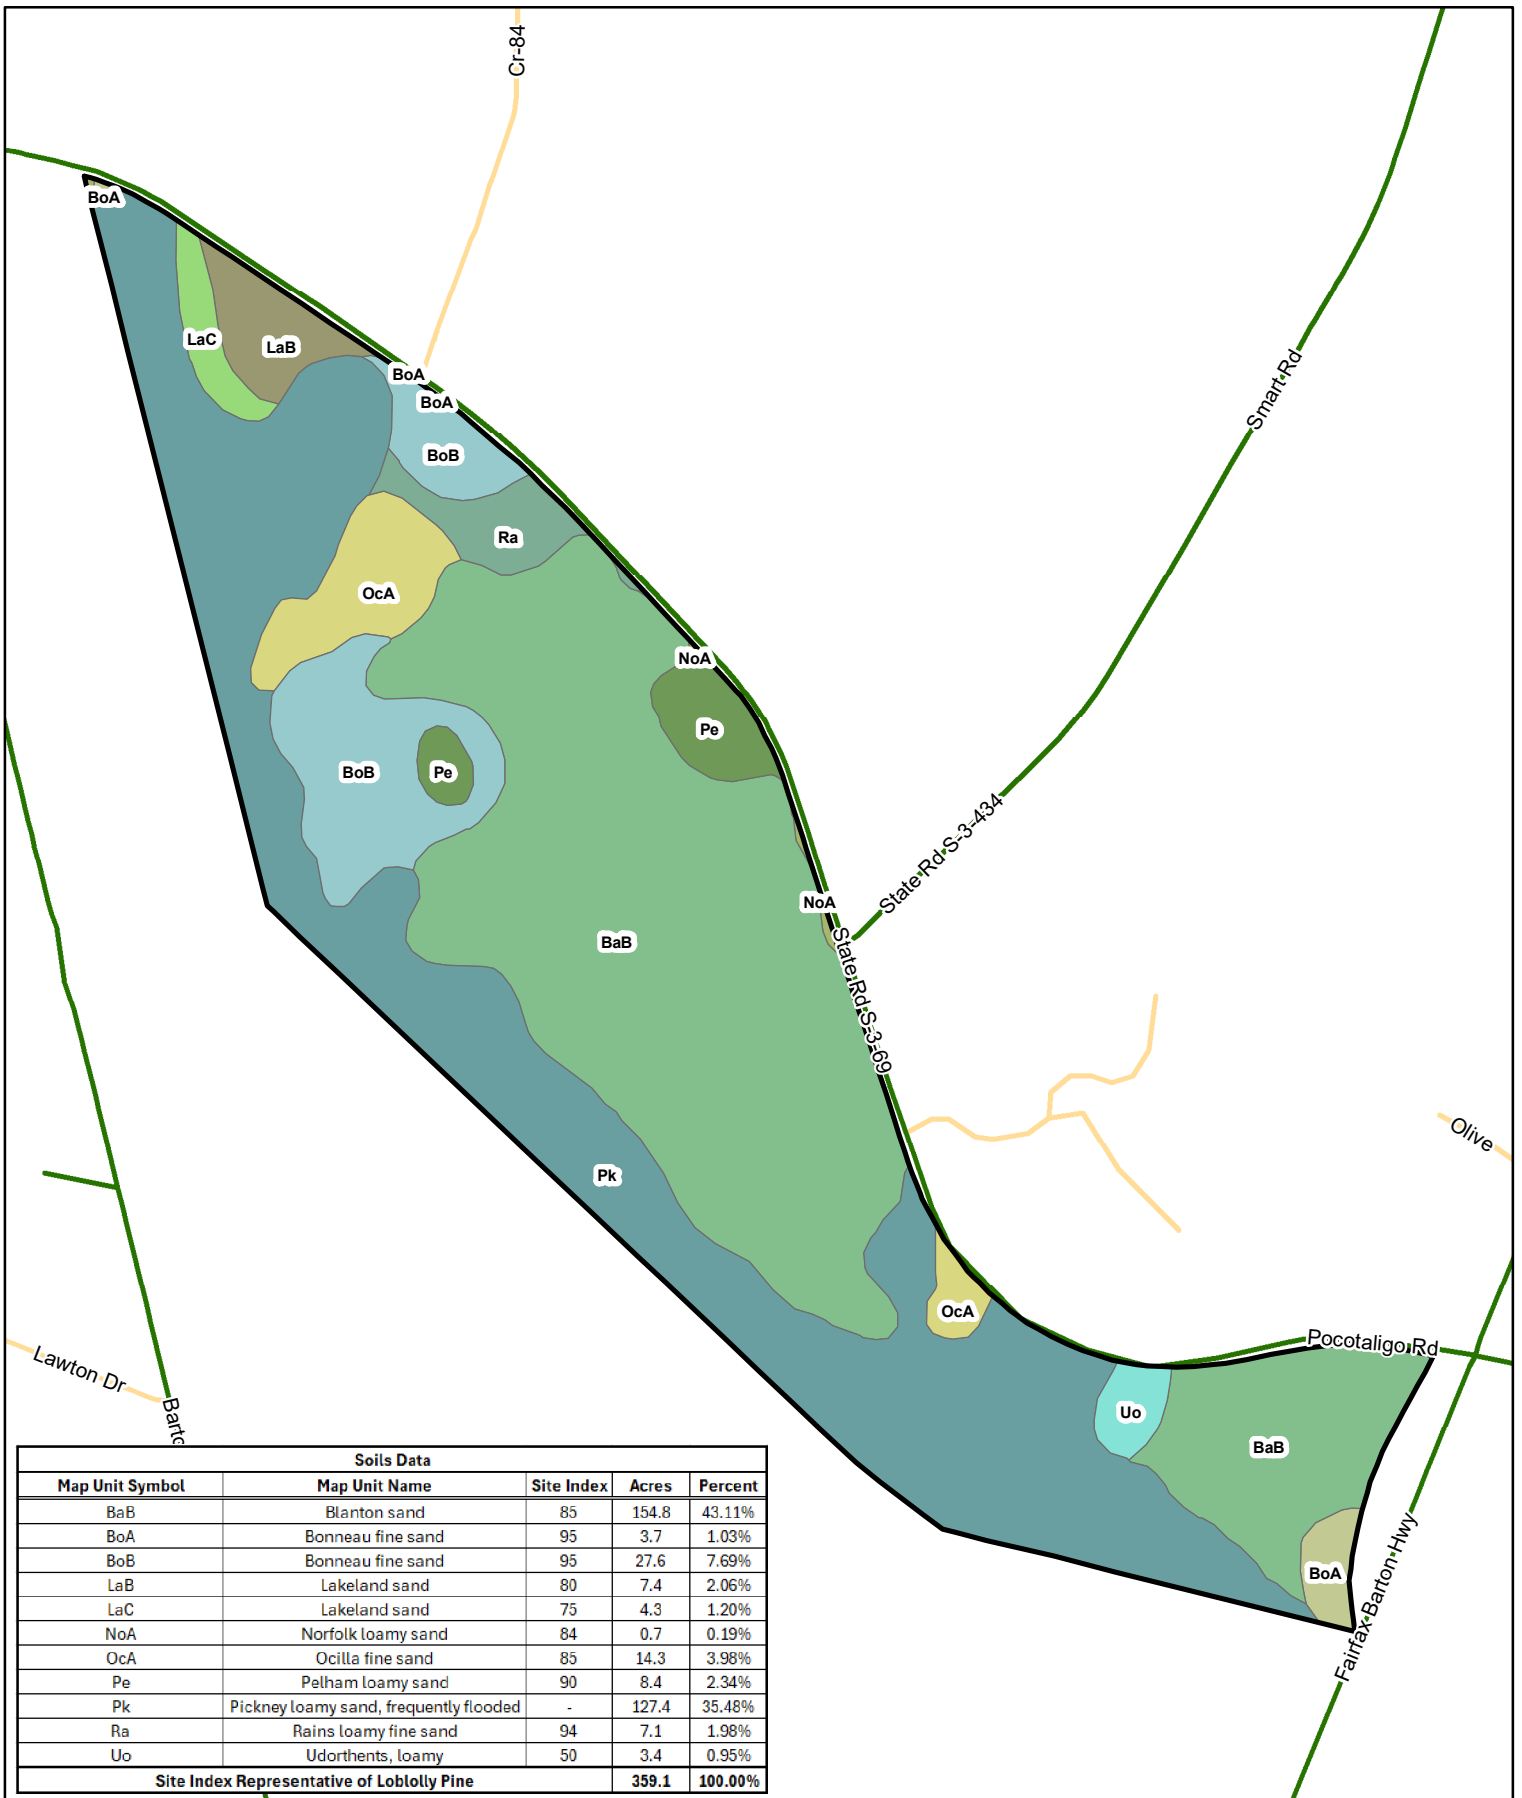 Cr-84
BoA
LaC
LaB
BoA
BoA
BoB
Smart Rd
Ra
OcA
NoA
Pe
BoB
Pe
State Rd S-3-434
NoA
BaB
State Rd S-3-69
Olive
Pk
OcA
Pocotaligo Rd
Lawton Dr
Barto
Uo
BaB
BoA
Fairfax-Barton-Hwy
Soils Data
Map Unit Symbol Map Unit Name Site Index Acres Percent
BaB Blanton sand 85 154.8 43.11%
BoA Bonneau fine sand 95 3.7 1.03%
BoB Bonneau fine sand 95 27.6 7.69%
LaB Lakeland sand 80 7.4 2.06%
LaC Lakeland sand 75 4.3 1.20%
NoA Norfolk loamy sand 84 0.7 0.19%
OcA Ocilla fine sand 85 14.3 3.98%
Pe Pelham loamy sand 90 8.4 2.34%
Pk Pickney loamy sand, frequently flooded - 127.4 35.48%
Ra Rains loamy fine sand 94 7.1 1.98%
Uo Udorthents, loamy 50 3.4 0.95%
Site Index Representative of Loblolly Pine 359.1 100.00%